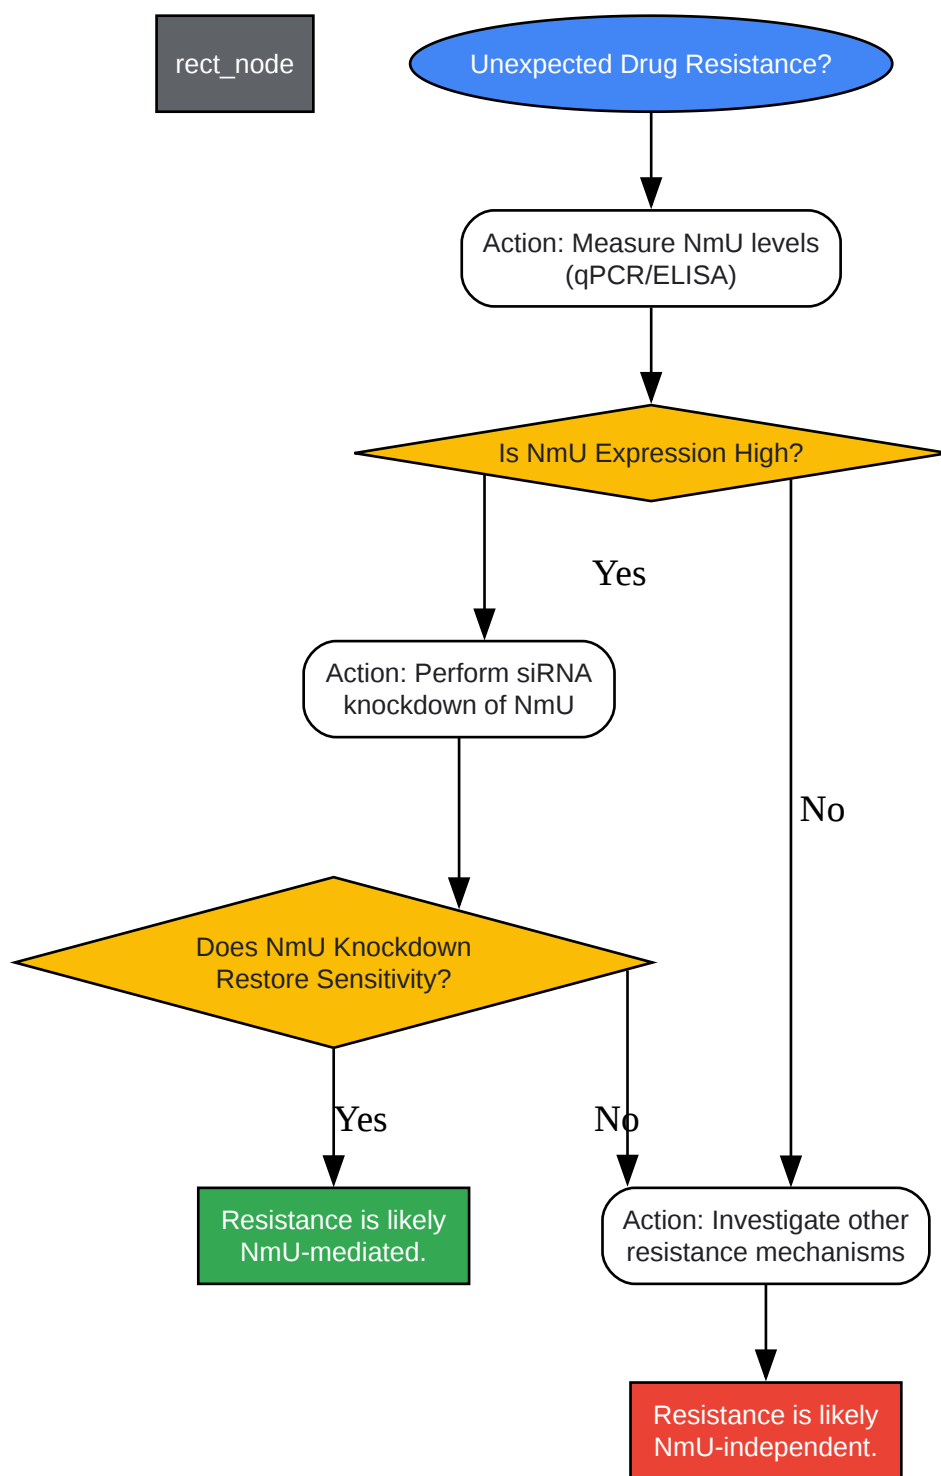 rect_node
Unexpected Drug Resistance?
Action: Measure NmU levels
(qPCR/ELISA)
Is NmU Expression High?
Yes
Action: Perform siRNA
knockdown of NmU
No
Does NmU Knockdown
Restore Sensitivity?
Yes
No
Resistance is likely
NmU-mediated.
Action: Investigate other
resistance mechanisms
Resistance is likely
NmU-independent.